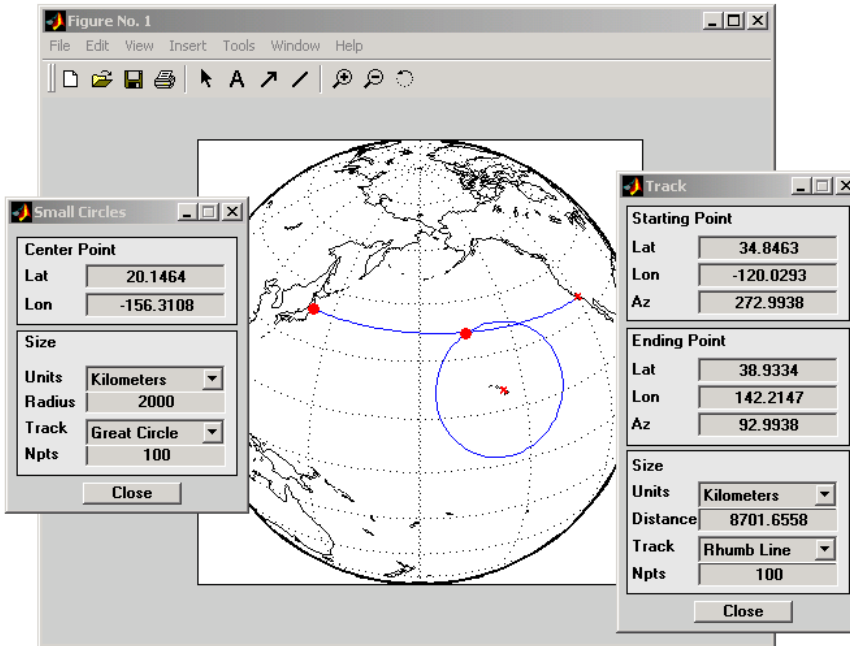 Figure No. 1
File Edit View Insert Tools Window Help
A
Small Circles
Center Point
Lat 20.1464
Lon -156.3108
Size
Units Kilometers
Radius 2000
Track Great Circle
Npts 100
Close
Track
Starting Point
Lat 34.8463
Lon -120.0293
Az 272.9938
Ending Point
Lat 38.9334
Lon 142.2147
Az 92.9938
Size
Units Kilometers
Distance 8701.6558
Track Rhumb Line
Npts 100
Close